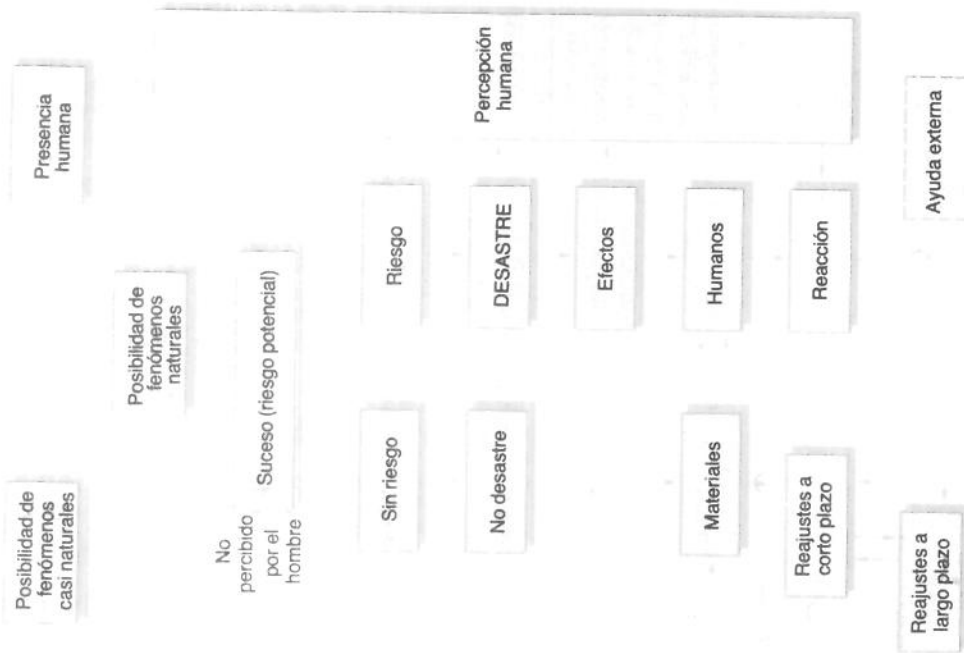 Posibilidad de
fenómenos
casi naturales
Presencia
humana
Posibilidad de
fenómenos
naturales
No
percibido
por el
hombre
Suceso (riesgo potencial)
Sin riesgo
Riesgo
Percepción
humana
No desastre
DESASTRE
Efectos
Materiales
Humanos
Reajustes a
corto plazo
Reacción
Reajustes a
largo plazo
Ayuda externa